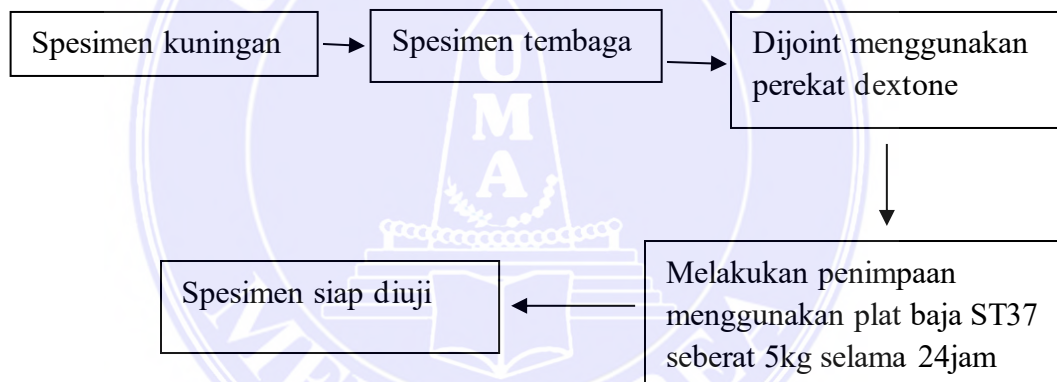 Spesimen kuningan
Spesimen tembaga
Dijoint menggunakan
perekat dextone
Melakukan penimpaan
menggunakan plat baja ST37
seberat 5kg selama 24jam
Spesimen siap diuji
U
M
A